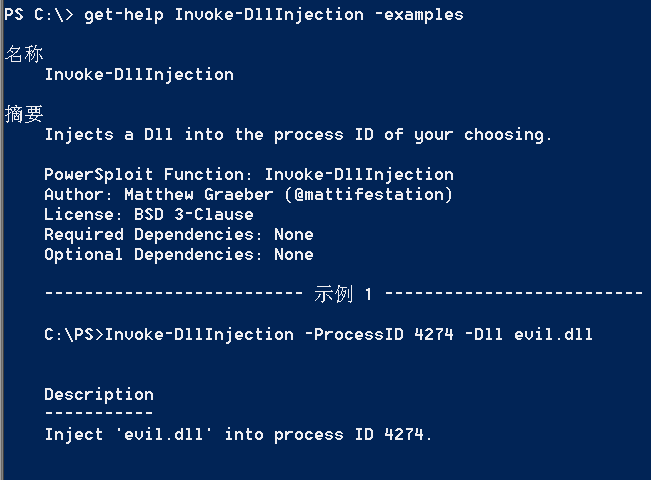 PS C:\> get-help Invoke-DllInjection -examples
名称
Invoke-DllInjection
摘要
Injects a Dll into the process ID of your choosing.
PowerSploit Function: Invoke-DllInjection
Author: Matthew Graeber (@mattifestation)
License: BSD 3-Clause
Required Dependencies: None
Optional Dependencies: None
-------------------------- 示例 1 --------------------------
C:\PS>Invoke-DllInjection -ProcessID 4274 -Dll evil.dll
Description
-----------
Inject 'evil.dll' into process ID 4274.